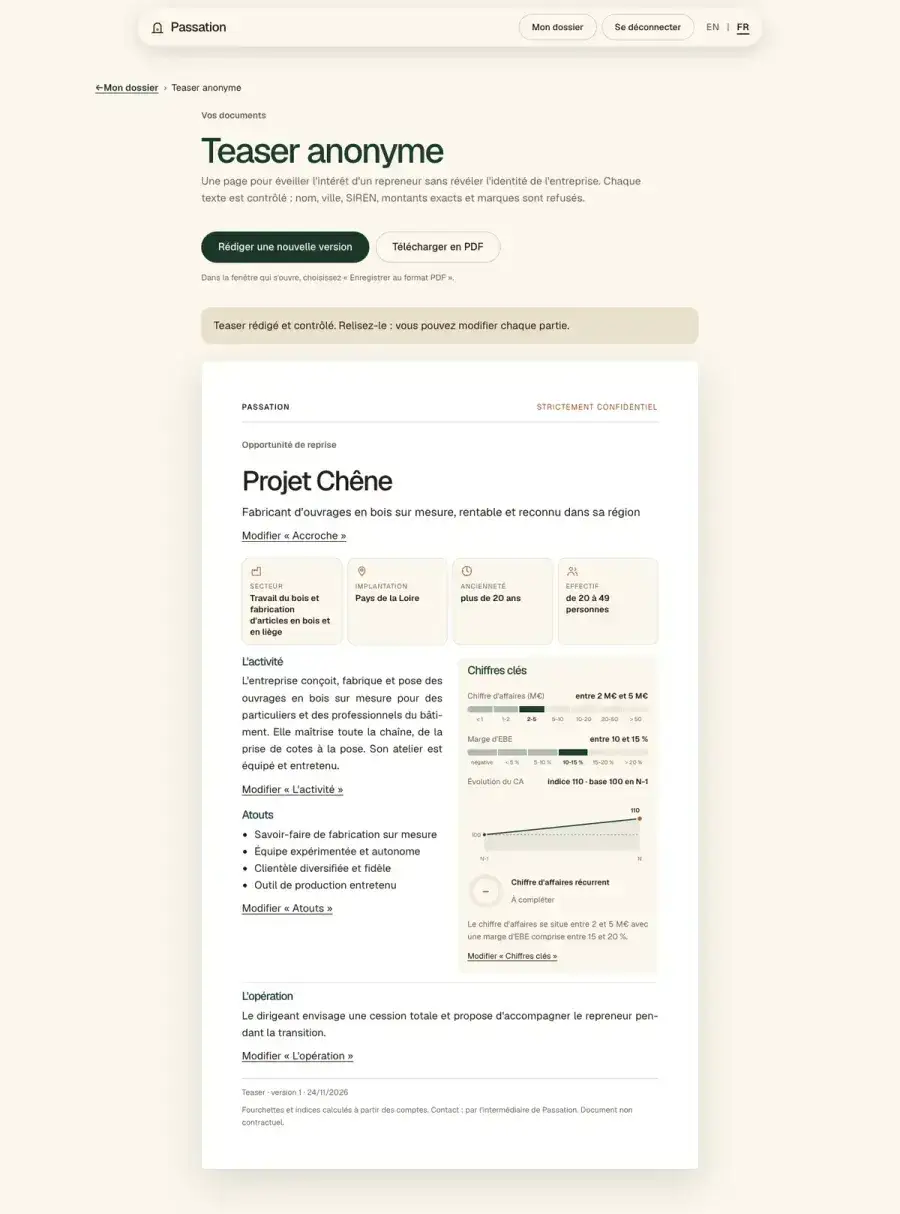 Passation
Mon dossier
Se déconnecter
EN | FR
←Mon dossier › Teaser anonyme
Vos documents
Teaser anonyme
Une page pour éveiller l'intérêt d'un repreneur sans révéler l'identité de l'entreprise. Chaque
texte est contrôlé : nom, ville, SIREN, montants exacts et marques sont refusés.
Rédiger une nouvelle version
Télécharger en PDF
Dans la fenêtre qui s'ouvre, choisissez « Enregistrer au format PDF ».
Teaser rédigé et contrôlé. Relisez-le : vous pouvez modifier chaque partie.
PASSATION
STRICTEMENT CONFIDENTIEL
Opportunité de reprise
Projet Chêne
Fabricant d'ouvrages en bois sur mesure, rentable et reconnu dans sa région
Modifier « Accroche »
SECTEUR
Travail du bois et
fabrication
d'articles en bois et
en liège
IMPLANTATION
Pays de la Loire
ANCIENNETÉ
plus de 20 ans
EFFECTIF
de 20 à 49
personnes
L'activité
L'entreprise conçoit, fabrique et pose des
ouvrages en bois sur mesure pour des
particuliers et des professionnels du bâti-
ment. Elle maîtrise toute la chaîne, de la
prise de cotes à la pose. Son atelier est
équipé et entretenu.
Modifier « L'activité »
Atouts
• Savoir-faire de fabrication sur mesure
• Équipe expérimentée et autonome
• Clientèle diversifiée et fidèle
• Outil de production entretenu
Modifier « Atouts »
Chiffres clés
Chiffre d'affaires (M€) entre 2 M€ et 5 M€
<1 1-2 2-5 5-10 10-20 20-50 >50
Marge d'EBE entre 10 et 15 %
négative <5 % 5-10 % 10-15 % 15-20 % >20 %
Évolution du CA indice 110 · base 100 en N-1
110
100
N-1 N
–
Chiffre d'affaires récurrent
À compléter
Le chiffre d'affaires se situe entre 2 et 5 M€ avec
une marge d'EBE comprise entre 15 et 20 %.
Modifier « Chiffres clés »
L'opération
Le dirigeant envisage une cession totale et propose d'accompagner le repreneur pen-
dant la transition.
Modifier « L'opération »
Teaser · version 1 · 24/11/2026
Fourchettes et indices calculés à partir des comptes. Contact : par l'intermédiaire de Passation. Document non
contractuel.